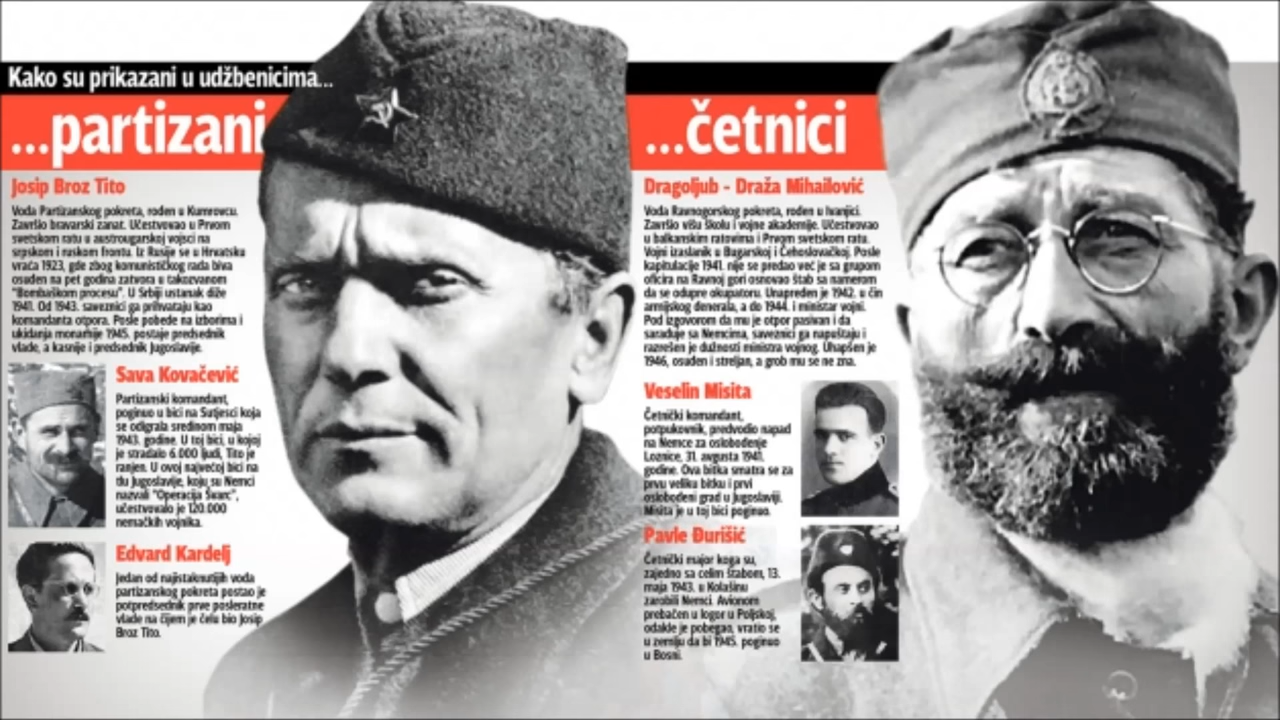 Kako su prikazani u udžbenicima...
...partizani
Josip Broz Tito
Vođa Partizanskog pokreta, rođen u Kumrovcu.
Završio bravarski zanat. Učestvovao u Prvom
svetskom ratu u austrougarskoj vojsci na
srpskom i ruskom frontu. Iz Rusije se u Hrvatsku
vraća 1923, gde zbog komunističkog rada biva
osuđen na pet godina zatvora u takozvanom
"Bombaškom procesu". U Srbiji ustanak diže
1941. Od 1943. saveznici ga prihvataju kao
komandanta otpora. Posle pobede na izborima i
ukidanja monarhije 1945. postaje predsednik
vlade, a kasnije i predsednik Jugoslavije.
Sava Kovačević
Partizanski komandant,
poginuo u bici na Sutjesci koja
se odigrala sredinom maja
1943. godine. U toj bici, u kojoj
je stradalo 6.000 ljudi, Tito je
ranjen. U ovoj najvećoj bici na
tlu Jugoslavije, koju su Nemci
nazvali "Operacija Švarc",
učestvovalo je 120.000
nemačkih vojnika.
Edvard Kardelj
Jedan od najistaknutijih vođa
partizanskog pokreta postao je
potpredsednik prve posleratne
vlade na čijem je čelu bio Josip
Broz Tito.
...četnici
Dragoljub - Draža Mihailović
Vođa Ravnogorskog pokreta, rođen u Ivanjici.
Završio višu školu i vojne akademije. Učestvovao
u balkanskim ratovima i Prvom svetskom ratu.
Vojni izaslanik u Bugarskoj i Čehoslovačkoj. Posle
kapitulacije 1941. nije se predao već je sa grupom
oficira na Ravnoj gori osnovao štab sa namerom
da se odupre okupatoru. Unapređen je 1942. u čin
armijskog đenerala, a do 1944. i ministar vojni.
Pod izgovorom da mu je otpor pasivan i da
sarađuje sa Nemcima, saveznici ga napuštaju i
razrešen je dužnosti ministra vojnog. Uhapšen je
1946, osuđen i streljan, a grob mu se ne zna.
Veselin Misita
Četnički komandant,
potpukovnik, predvodio napad
na Nemce za oslobođenje
Loznice, 31. avgusta 1941.
godine. Ova bitka smatra se za
prvu veliku bitku i prvi
oslobođeni grad u Jugoslaviji.
Misita je u toj bici poginuo.
Pavle Đurišić
Četnički major koga su,
zajedno sa celim štabom, 13.
maja 1943. u Kolašinu
zarobili Nemci. Avionom
prebačen u logor u Poljskoj,
odakle je pobegao, vratio se
u zemlju da bi 1945. poginuo
u Bosni.